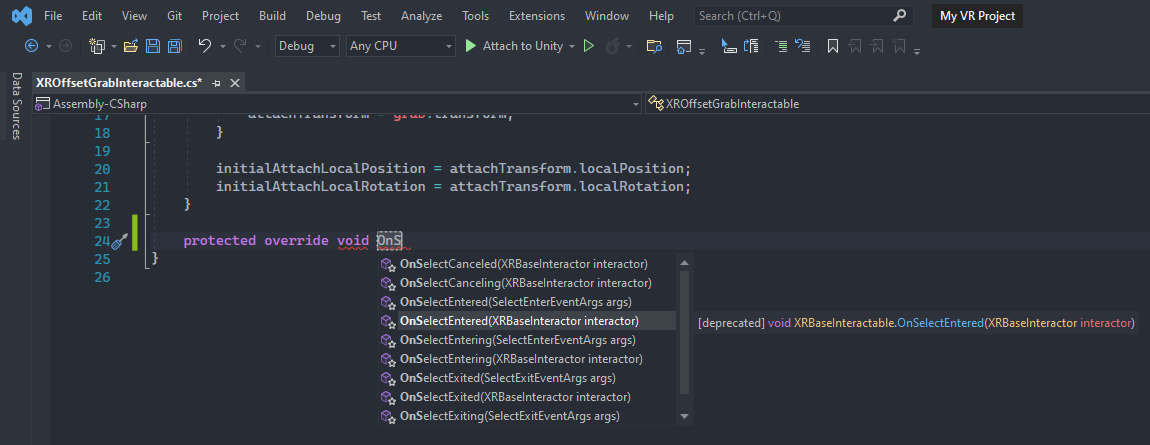 File Edit View Git Project Build Debug Test Analyze Tools Extensions Window Help Search (Ctrl+Q) My VR Project
Debug Any CPU Attach to Unity
Data Sources
XROffsetGrabInteractable.cs*
Assembly-CSharp XROffsetGrabInteractable
17 attachTransform = grab.transform;
18 }
19
20 initialAttachLocalPosition = attachTransform.localPosition;
21 initialAttachLocalRotation = attachTransform.localRotation;
22 }
23
24 protected override void OnS
25 }
26
OnSelectCanceled(XRBaseInteractor interactor)
OnSelectCanceling(XRBaseInteractor interactor)
OnSelectEntered(SelectEnterEventArgs args)
OnSelectEntered(XRBaseInteractor interactor)
[deprecated] void XRBaseInteractable.OnSelectEntered(XRBaseInteractor interactor)
OnSelectEntering(SelectEnterEventArgs args)
OnSelectEntering(XRBaseInteractor interactor)
OnSelectExited(SelectExitEventArgs args)
OnSelectExited(XRBaseInteractor interactor)
OnSelectExiting(SelectExitEventArgs args)